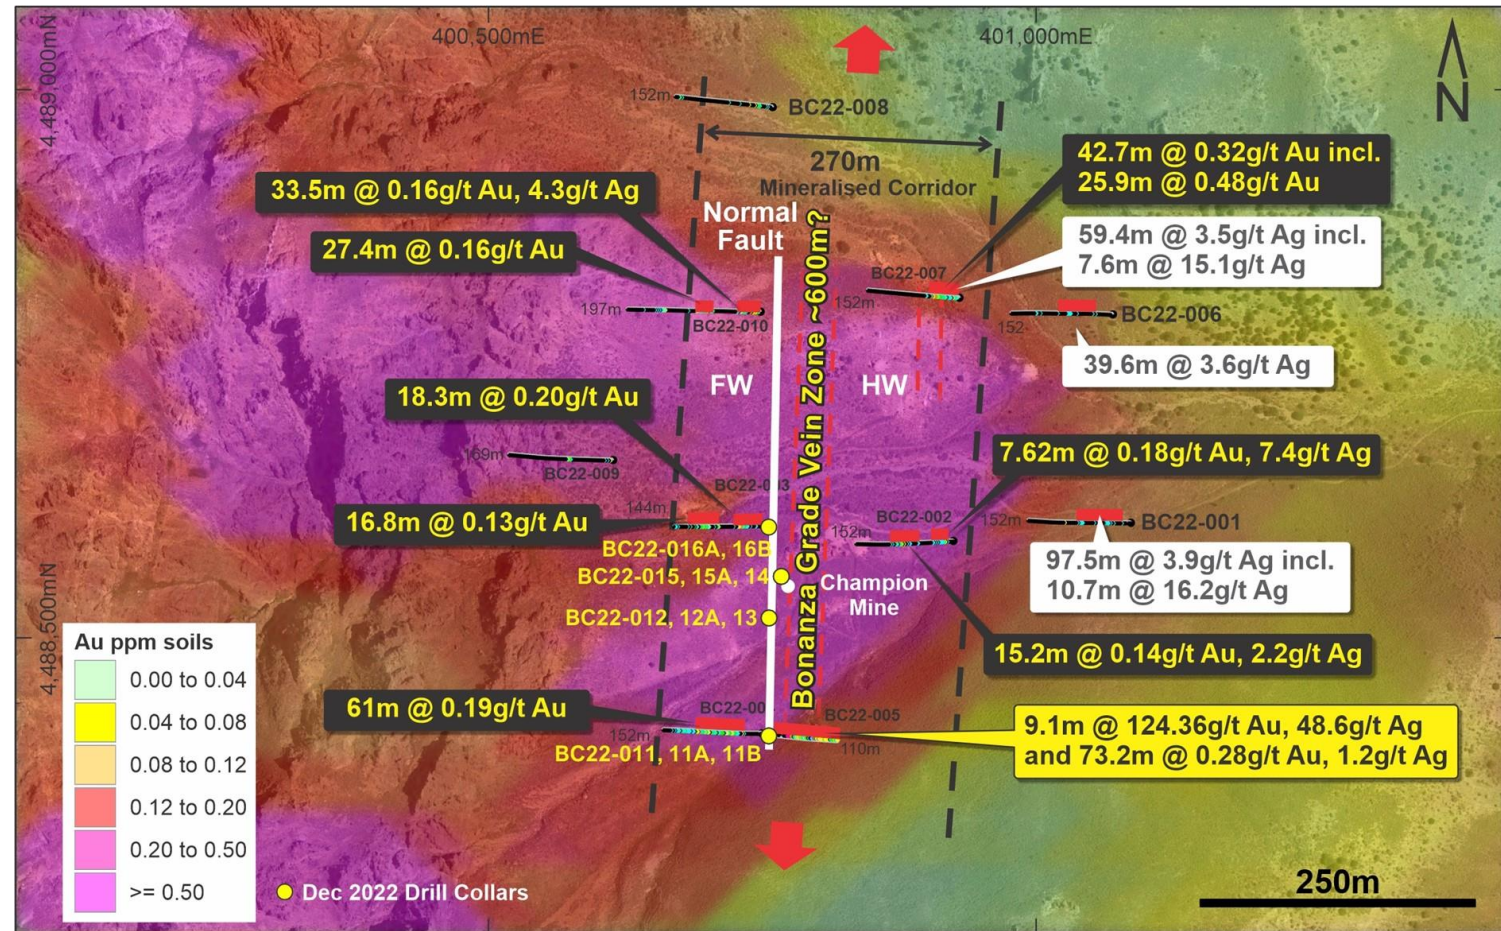 400,500mE
401,000mE
4,489,000mN
N
152m
BC22-008
270m
Mineralised Corridor
42.7m @ 0.32g/t Au incl.
25.9m @ 0.48g/t Au
33.5m @ 0.16g/t Au, 4.3g/t Ag
Normal
Fault
27.4m @ 0.16g/t Au
59.4m @ 3.5g/t Ag incl.
7.6m @ 15.1g/t Ag
BC22-007
152m
197m
BC22-010
152-
BC22-006
39.6m @ 3.6g/t Ag
FW
HW
Bonanza Grade Vein Zone ~600m?
18.3m @ 0.20g/t Au
7.62m @ 0.18g/t Au, 7.4g/t Ag
169m
BC22-009
144m
16.8m @ 0.13g/t Au
BC22-002
152m
152m
BC22-001
BC22-016A, 16B
BC22-015, 15A, 14
Champion
Mine
BC22-012, 12A, 13
97.5m @ 3.9g/t Ag incl.
10.7m @ 16.2g/t Ag
4,488,500mN
15.2m @ 0.14g/t Au, 2.2g/t Ag
61m @ 0.19g/t Au
BC22-00
BC22-005
152m
110m
BC22-011, 11A, 11B
9.1m @ 124.36g/t Au, 48.6g/t Ag
and 73.2m @ 0.28g/t Au, 1.2g/t Ag
Au ppm soils
0.00 to 0.04
0.04 to 0.08
0.08 to 0.12
0.12 to 0.20
0.20 to 0.50
>= 0.50
Dec 2022 Drill Collars
250m